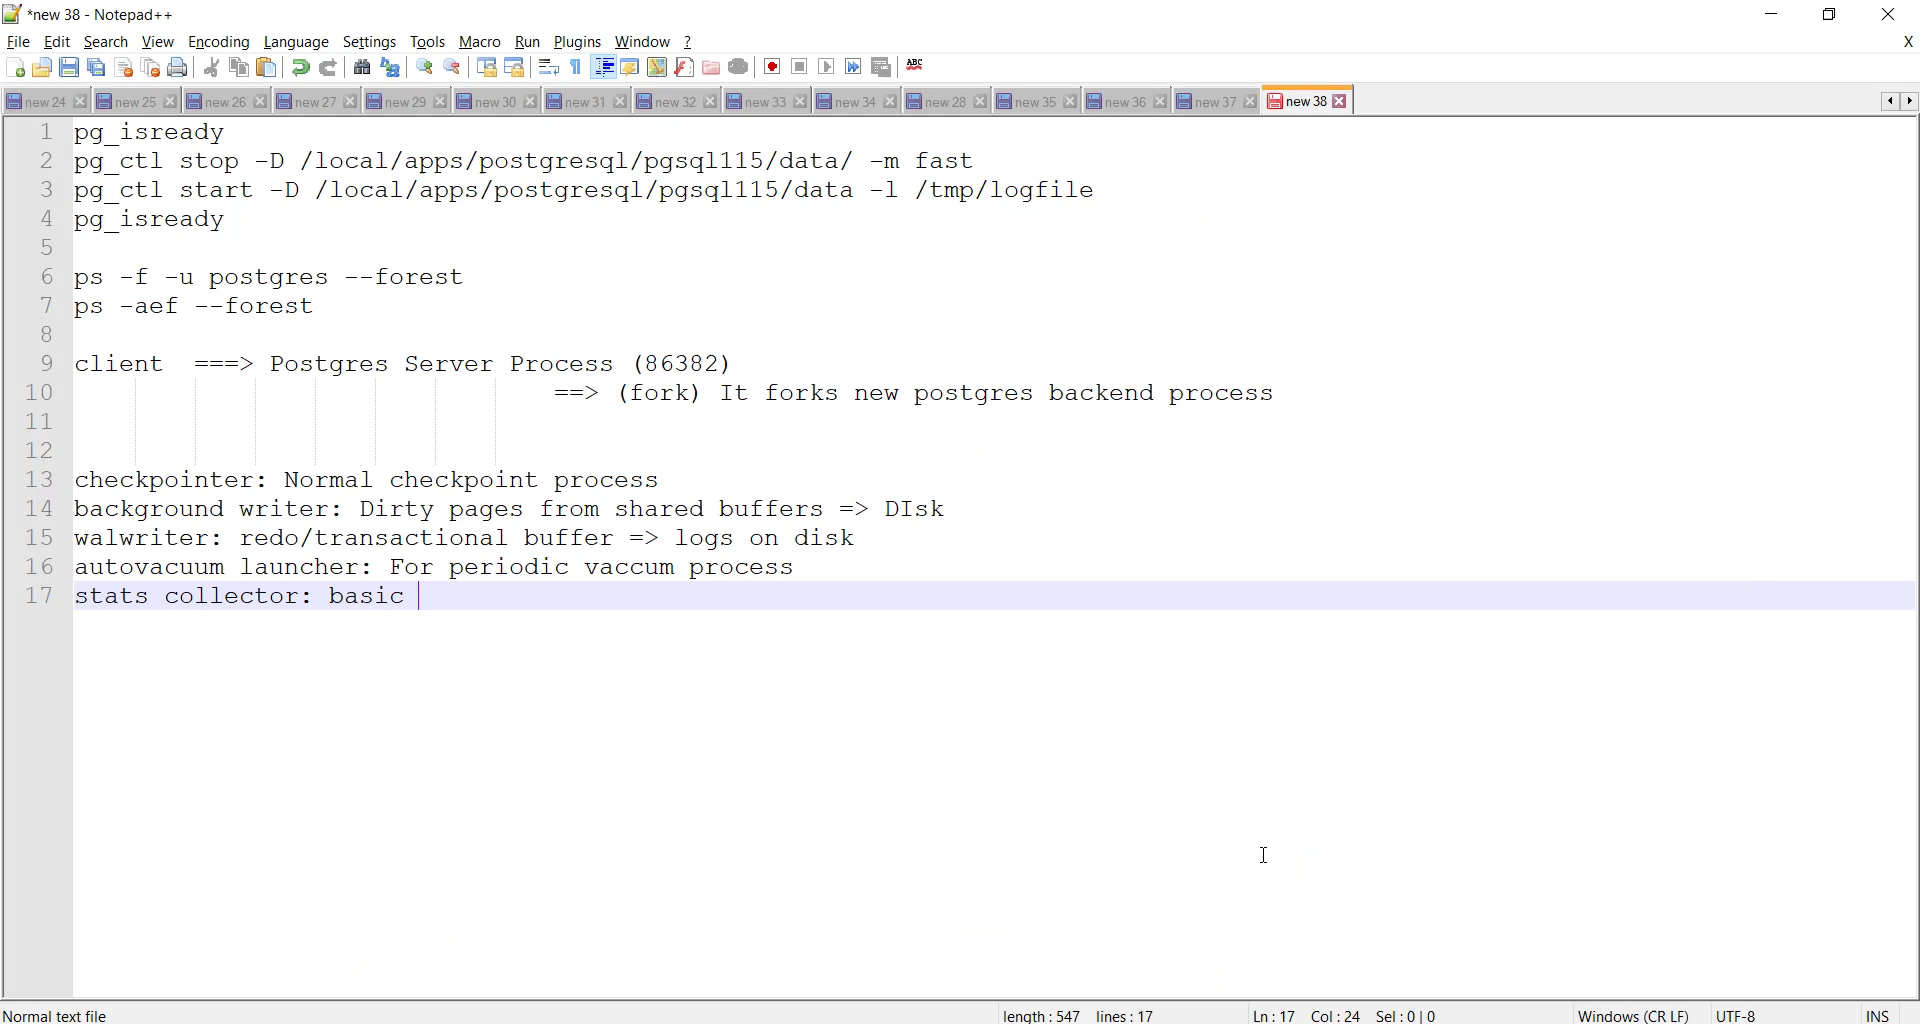 *new 38 - Notepad++
File Edit Search View Encoding Language Settings Tools Macro Run Plugins Window ? X
ABC
new 24 new 25 new 26 new 27 new 29 new 30 new 31 new 32 new 33 new 34 new 28 new 35 new 36 new 37 new 38
1 pg_isready
2 pg_ctl stop -D /local/apps/postgresql/pgsql115/data/ -m fast
3 pg_ctl start -D /local/apps/postgresql/pgsql115/data -l /tmp/logfile
4 pg_isready
5
6 ps -f -u postgres --forest
7 ps -aef --forest
8
9 client ===> Postgres Server Process (86382)
10 ==> (fork) It forks new postgres backend process
11
12
13 checkpointer: Normal checkpoint process
14 background writer: Dirty pages from shared buffers => DIsk
15 walwriter: redo/transactional buffer => logs on disk
16 autovacuum launcher: For periodic vaccum process
17 stats collector: basic
Normal text file length : 547 lines : 17 Ln : 17 Col : 24 Sel : 0 | 0 Windows (CR LF) UTF-8 INS